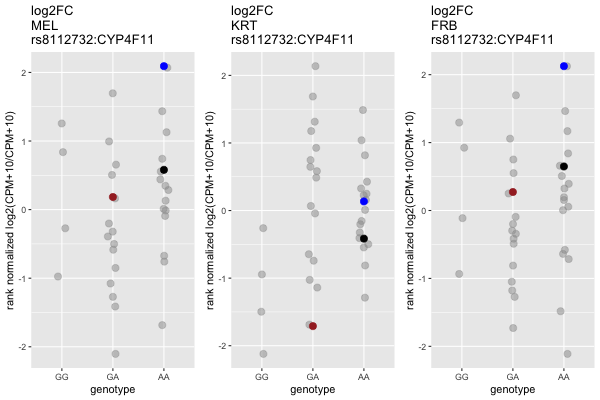 log2FC
MEL
rs8112732:CYP4F11
rank normalized log2(CPM+10/CPM+10)
2
1
0
-1
-2
GG GA AA
genotype
log2FC
KRT
rs8112732:CYP4F11
rank normalized log2(CPM+10/CPM+10)
2
1
0
-1
-2
GG GA AA
genotype
log2FC
FRB
rs8112732:CYP4F11
rank normalized log2(CPM+10/CPM+10)
2
1
0
-1
-2
GG GA AA
genotype